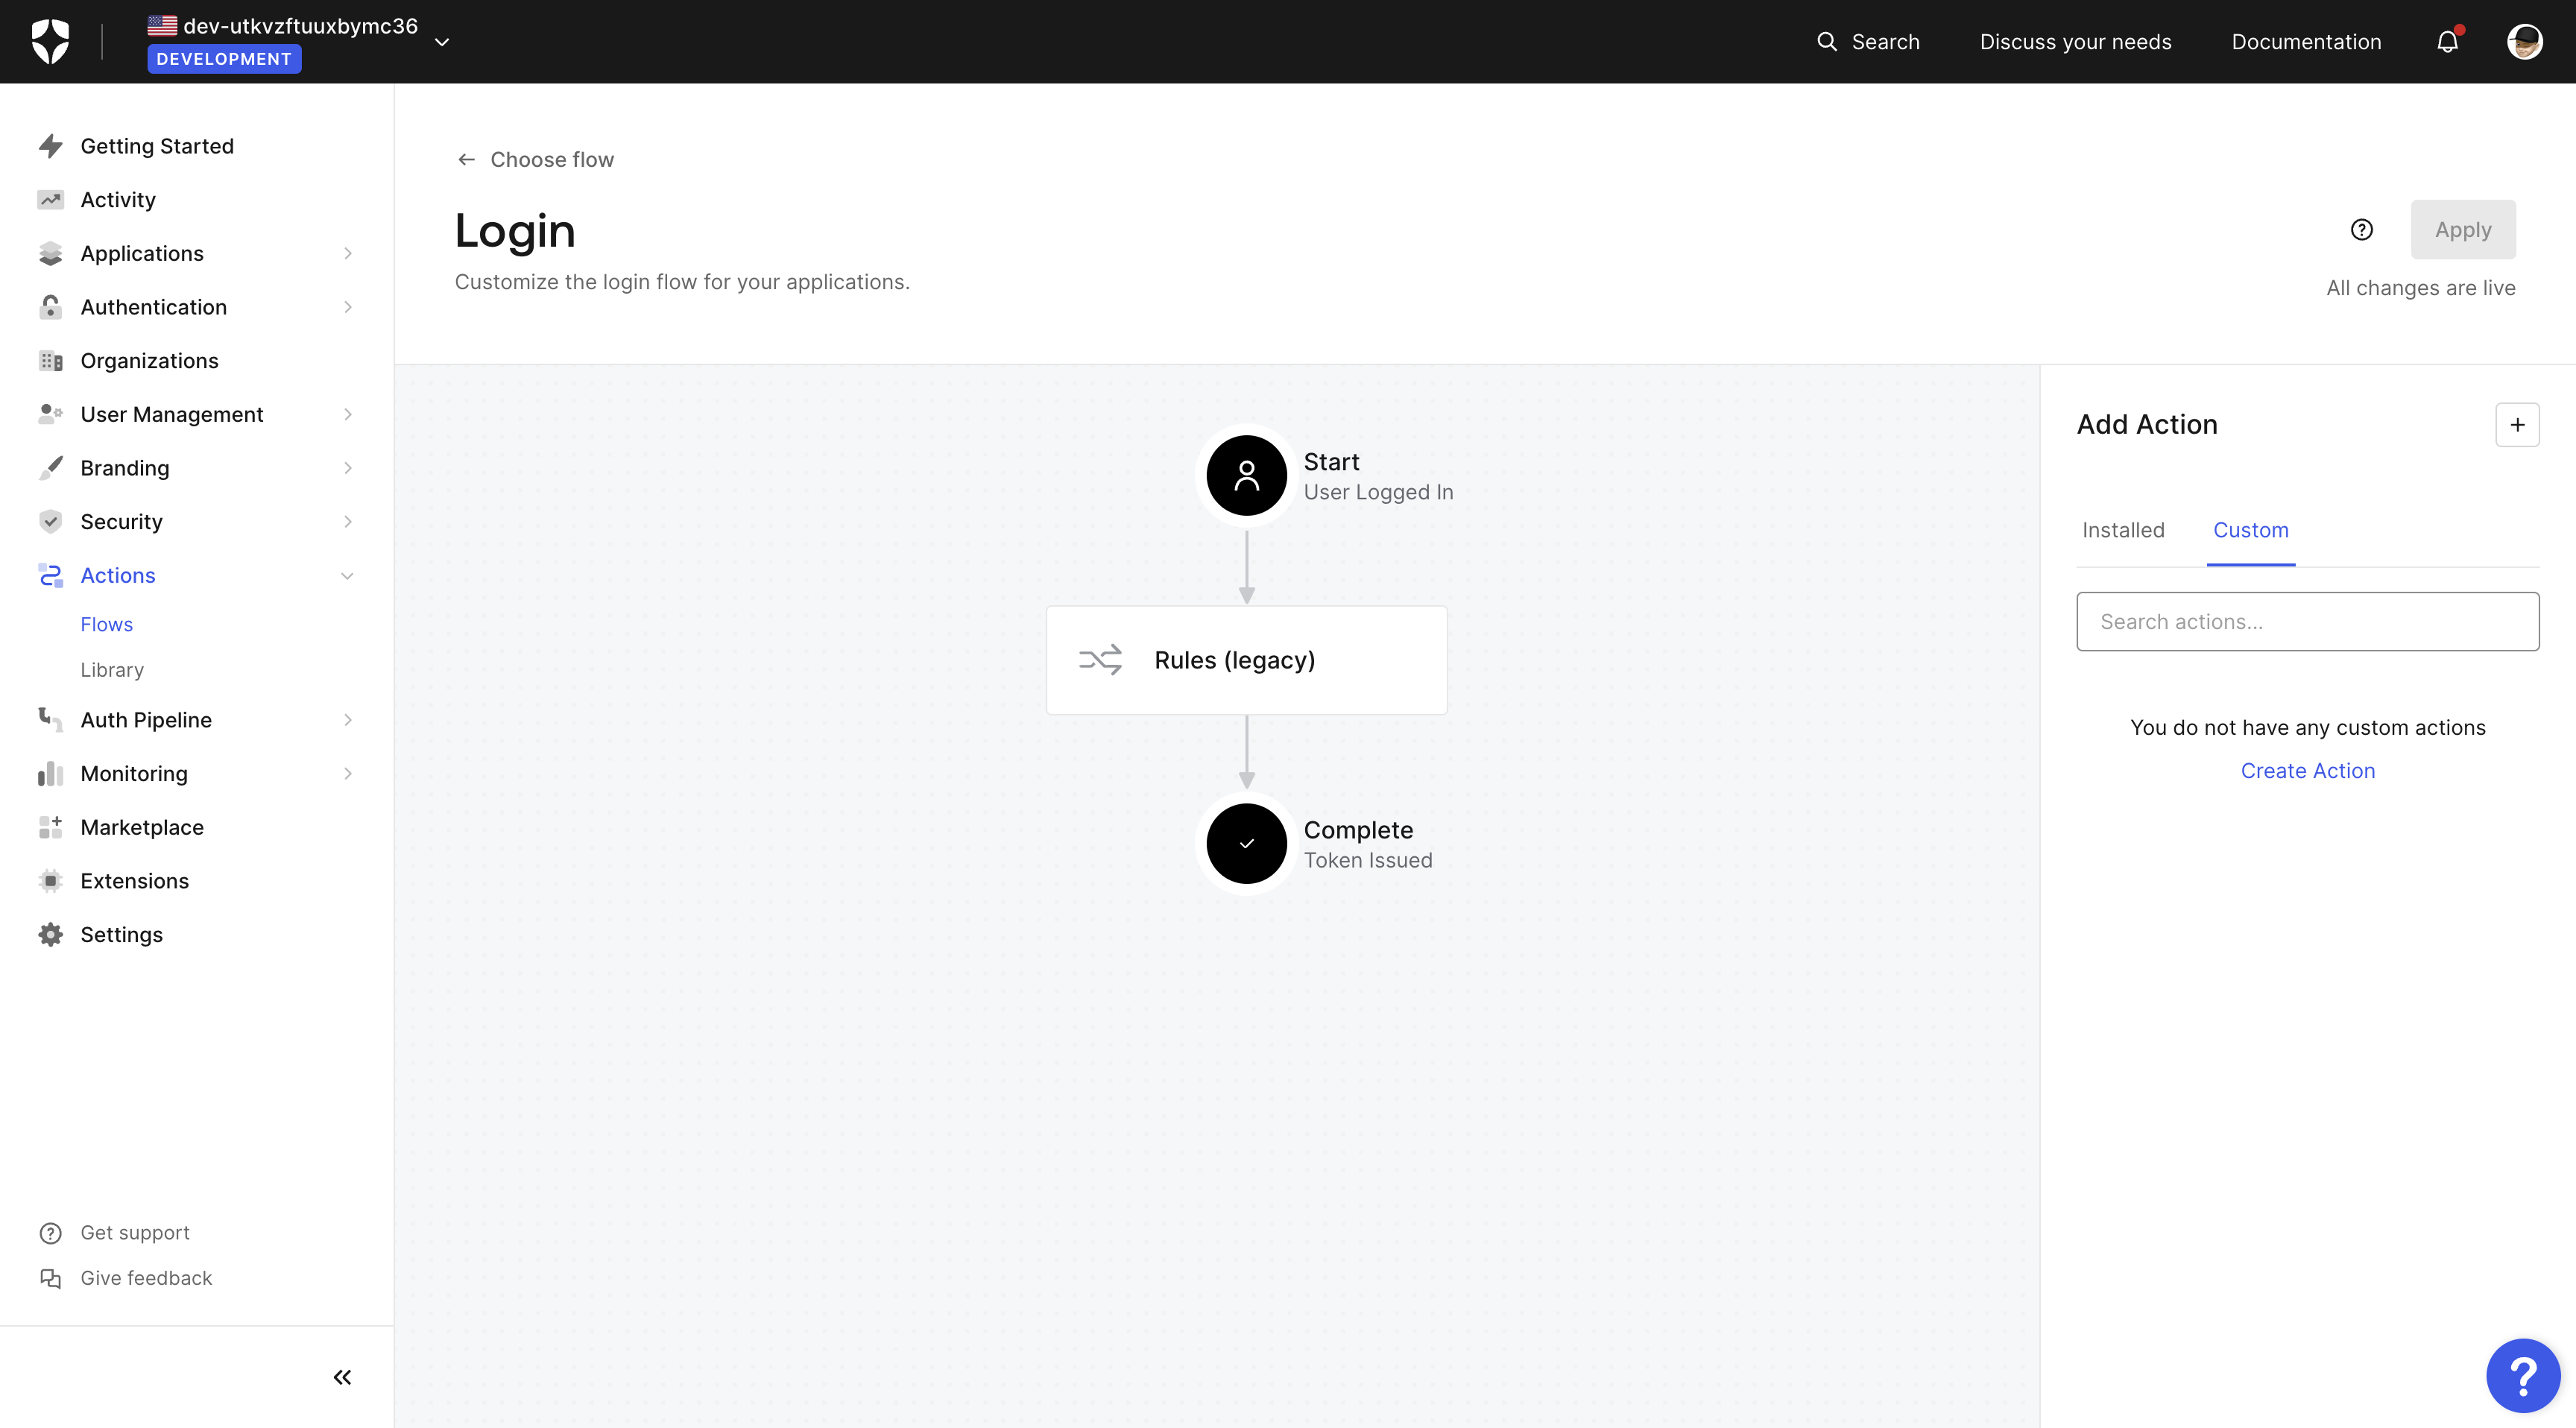 dev-utkvzftuuxbymc36
DEVELOPMENT
Search
Discuss your needs
Documentation
Getting Started
Activity
Applications
Authentication
Organizations
User Management
Branding
Security
Actions
Flows
Library
Auth Pipeline
Monitoring
Marketplace
Extensions
Settings
Get support
Give feedback
Choose flow
Login
Customize the login flow for your applications.
Apply
All changes are live
Start
User Logged In
Rules (legacy)
Complete
Token Issued
Add Action
Installed
Custom
Search actions...
You do not have any custom actions
Create Action